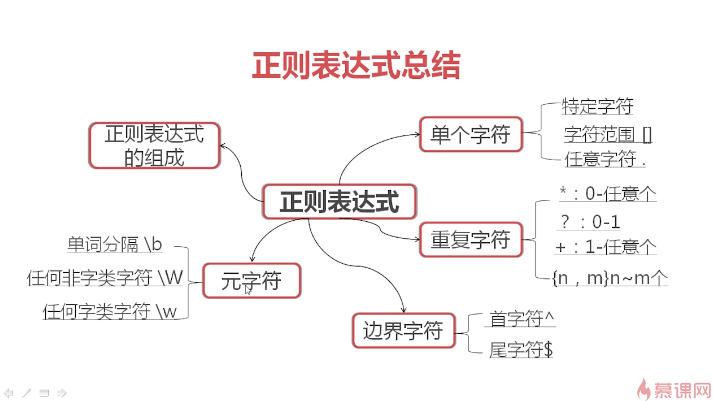 正则表达式总结
正则表达式
的组成
单个字符
特定字符
字符范围 []
任意字符 .
正则表达式
重复字符
*：0-任意个
？：0-1
+：1-任意个
{n，m}n~m个
元字符
单词分隔 \b
任何非字类字符 \W
任何字类字符 \w
边界字符
首字符^
尾字符$
慕课网